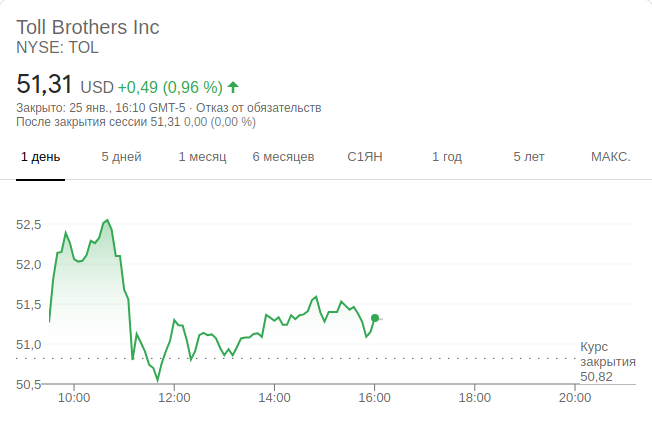 Toll Brothers Inc
NYSE: TOL
51,31 USD +0,49 (0,96 %)
Закрыто: 25 янв., 16:10 GMT-5 · Отказ от обязательств
После закрытия сессии 51,31 0,00 (0,00 %)
1 день 5 дней 1 месяц 6 месяцев С1ЯН 1 год 5 лет МАКС.
52,5
52,0
51,5
51,0
50,5
Курс
закрытия
50,82
10:00 12:00 14:00 16:00 18:00 20:00